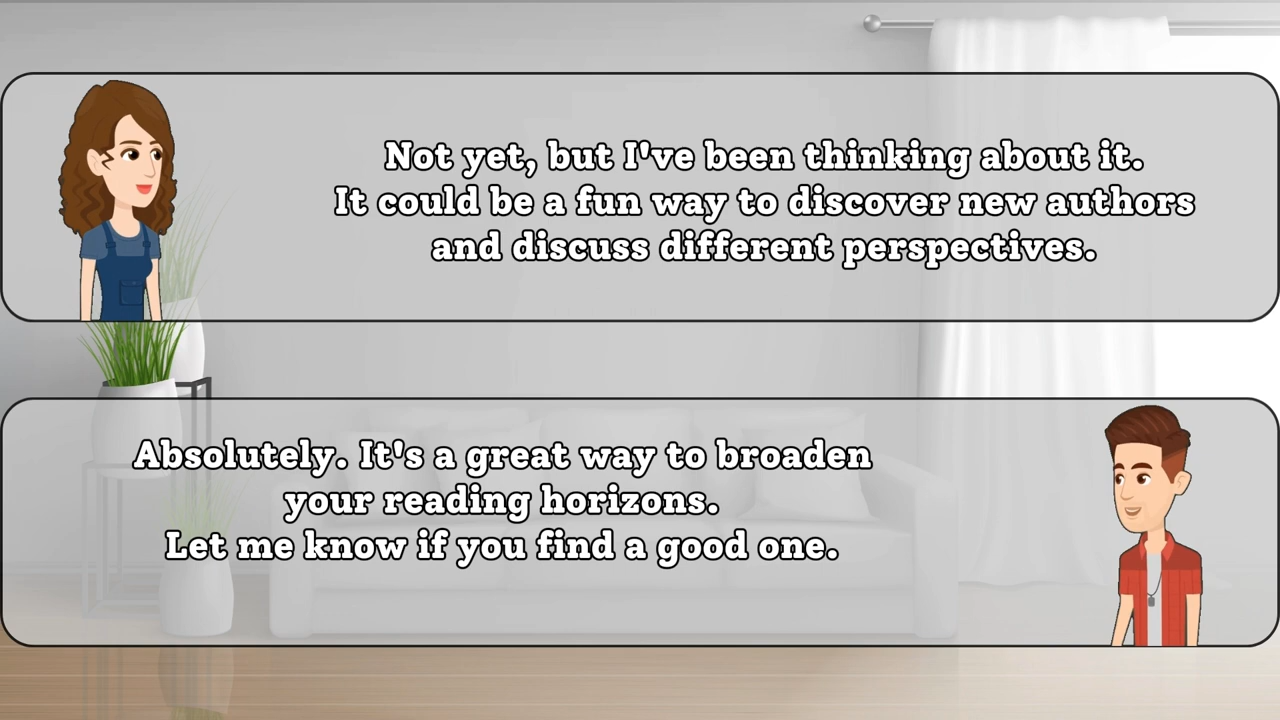 Not yet, but I've been thinking about it.
It could be a fun way to discover new authors
and discuss different perspectives.
Absolutely. It's a great way to broaden
your reading horizons.
Let me know if you find a good one.